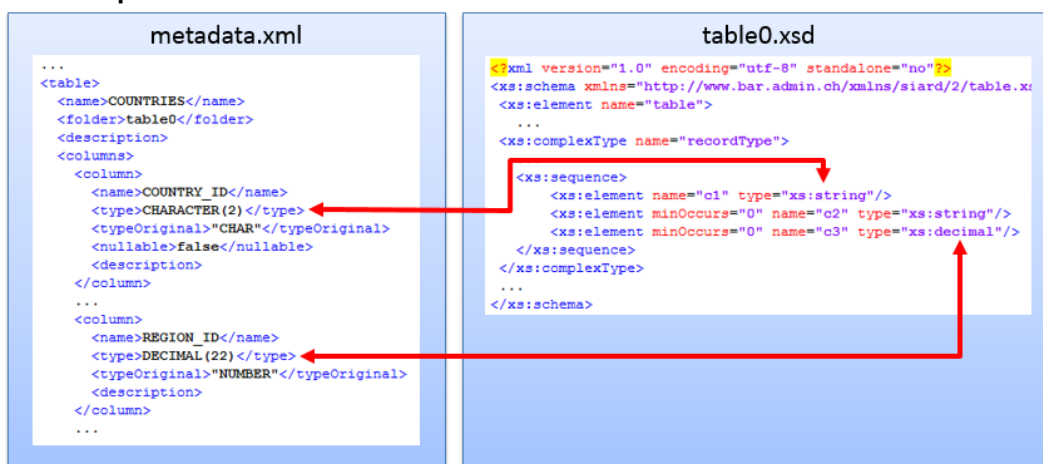 metadata.xml
...
<table>
<name>COUNTRIES</name>
<folder>table0</folder>
<description>
<columns>
<column>
<name>COUNTRY_ID</name>
<type>CHARACTER(2)</type>
<typeOriginal>"CHAR"</typeOriginal>
<nullable>false</nullable>
<description>
</column>
...
<column>
<name>REGION_ID</name>
<type>DECIMAL(22)</type>
<typeOriginal>"NUMBER"</typeOriginal>
<description>
</column>
...
table0.xsd
<?xml version="1.0" encoding="utf-8" standalone="no"?>
<xs:schema xmlns="http://www.bar.admin.ch/xmlns/siard/2/table.xs
<xs:element name="table">
...
<xs:complexType name="recordType">
<xs:sequence>
<xs:element name="c1" type="xs:string"/>
<xs:element minOccurs="0" name="c2" type="xs:string"/>
<xs:element minOccurs="0" name="c3" type="xs:decimal"/>
</xs:sequence>
</xs:complexType>
...
</xs:schema>